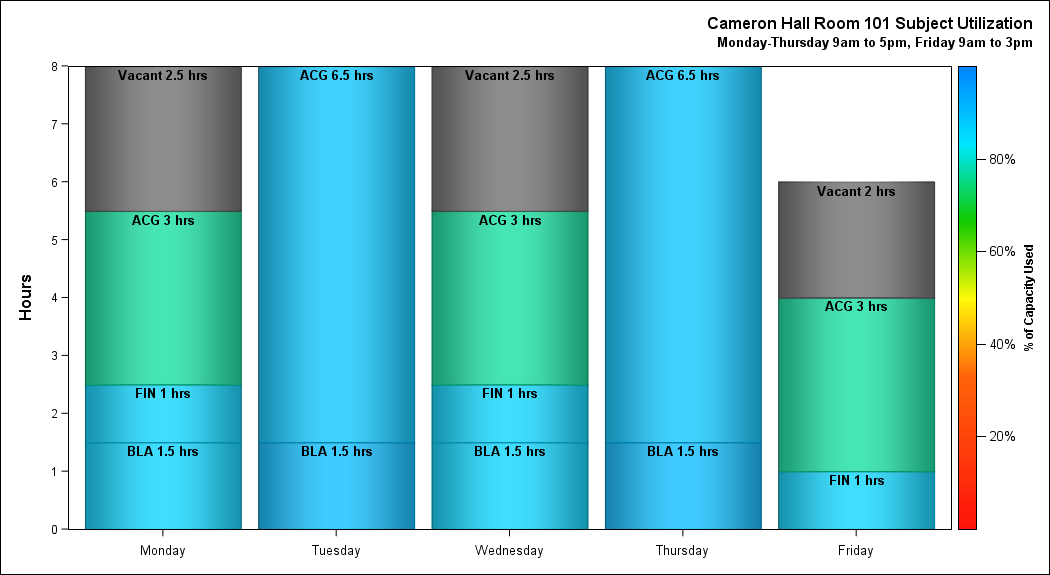 Cameron Hall Room 101 Subject Utilization
Monday-Thursday 9am to 5pm, Friday 9am to 3pm
Hours
8
7
6
5
4
3
2
1
0
Vacant 2.5 hrs
ACG 3 hrs
FIN 1 hrs
BLA 1.5 hrs
Monday
ACG 6.5 hrs
BLA 1.5 hrs
Tuesday
Vacant 2.5 hrs
ACG 3 hrs
FIN 1 hrs
BLA 1.5 hrs
Wednesday
ACG 6.5 hrs
BLA 1.5 hrs
Thursday
Vacant 2 hrs
ACG 3 hrs
FIN 1 hrs
Friday
80%
60%
40%
20%
% of Capacity Used